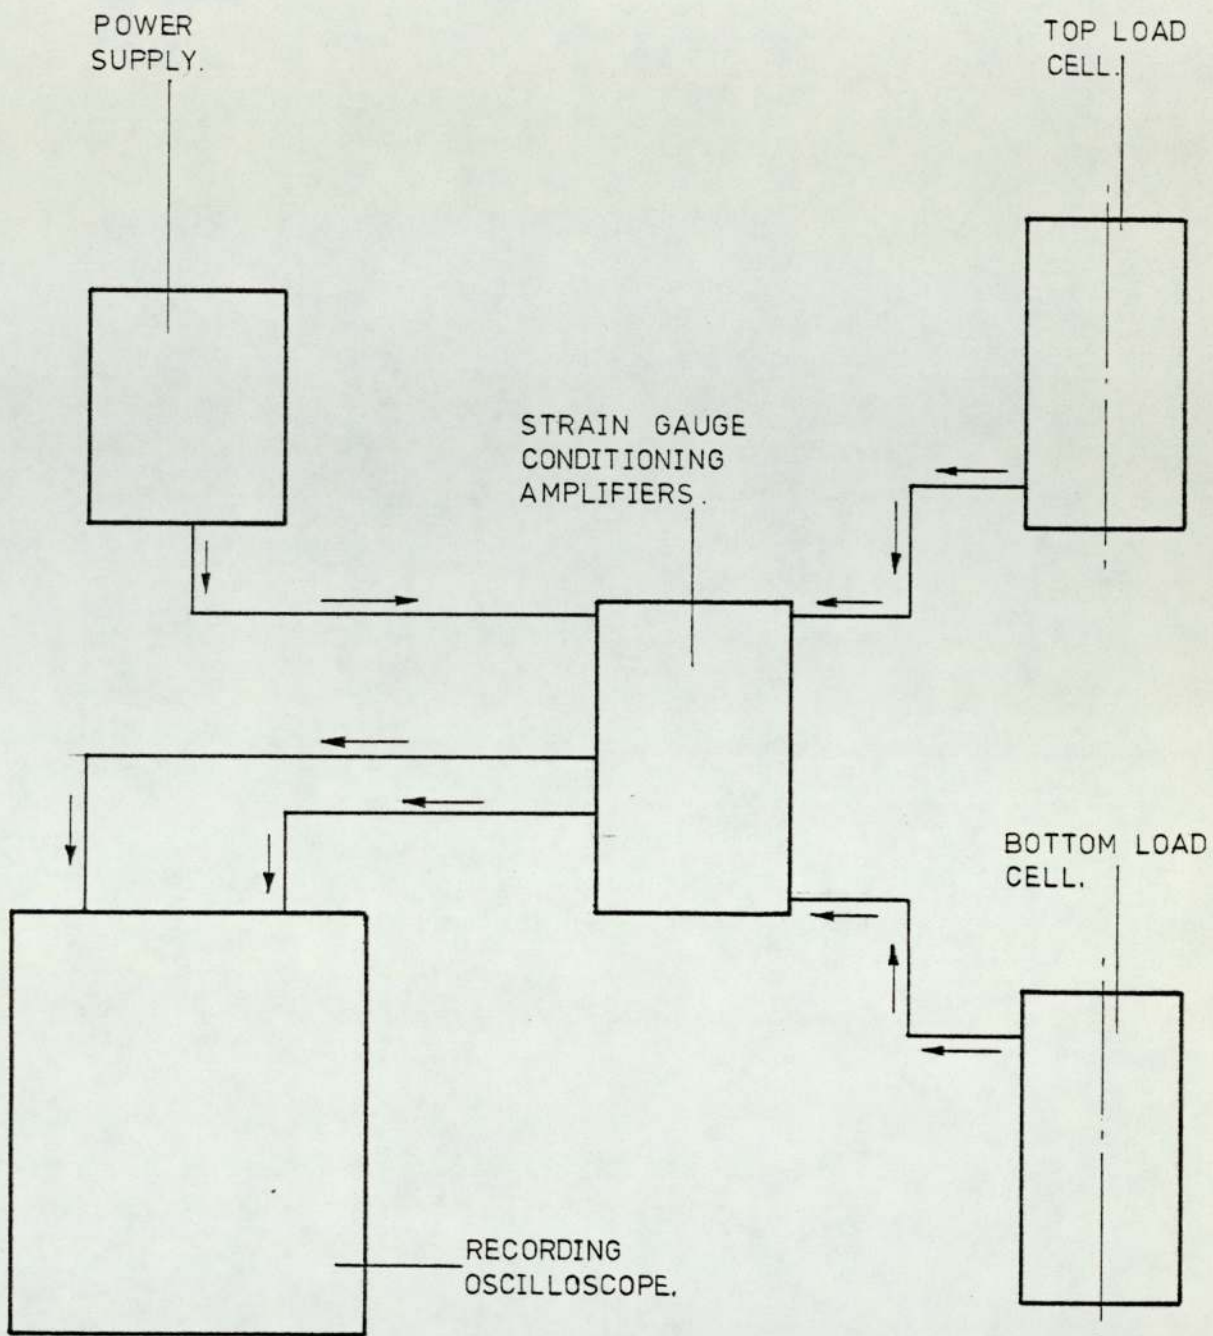 POWER
SUPPLY.
TOP LOAD
CELL.
STRAIN GAUGE
CONDITIONING
AMPLIFIERS.
BOTTOM LOAD
CELL.
RECORDING
OSCILLOSCOPE.